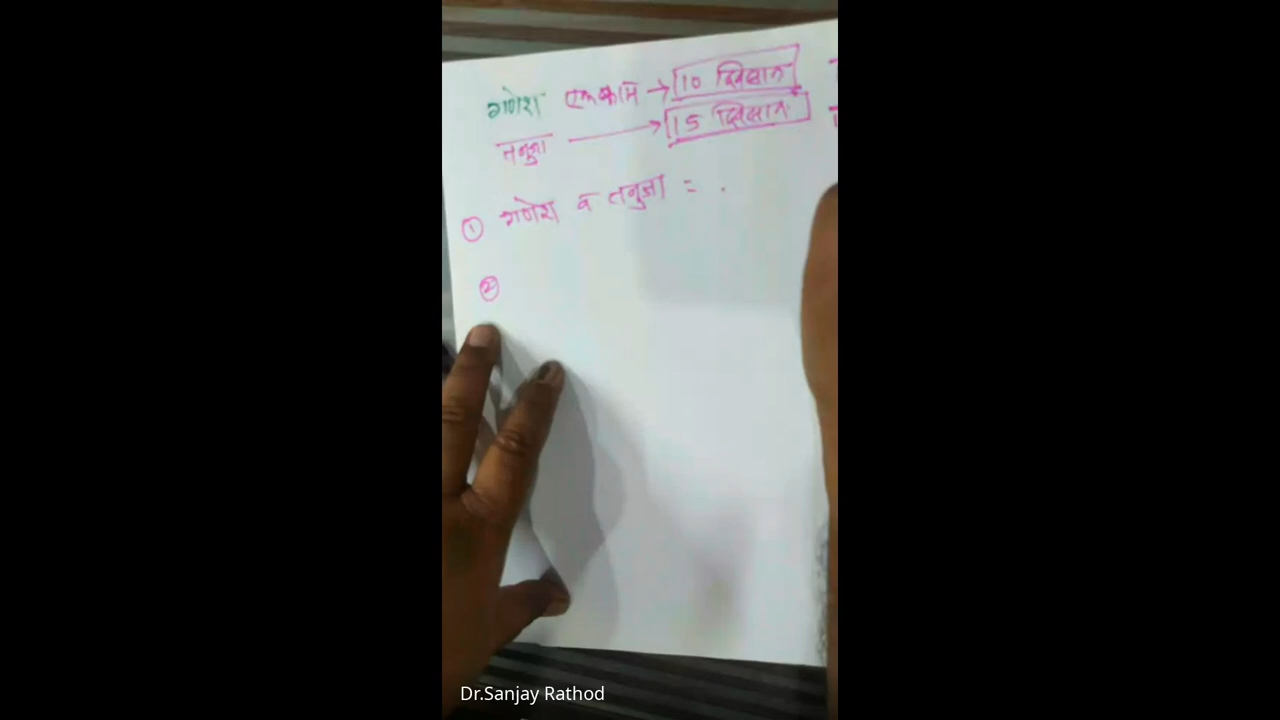 गणेश एक काम → 10 दिवसात
तनुजा → 15 दिवसात
① गणेश व तनुजा = .
②
Dr.Sanjay Rathod